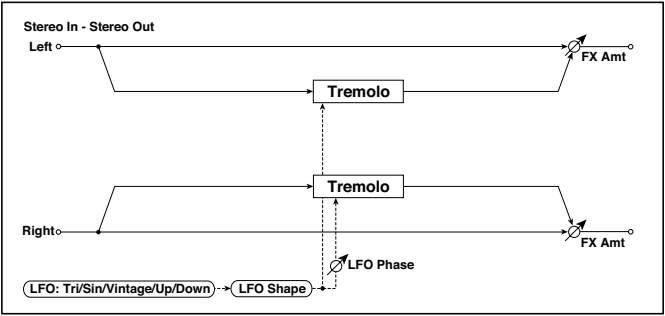 Stereo In - Stereo Out
Left
FX Amt
Tremolo
Tremolo
Right
FX Amt
LFO Phase
LFO: Tri/Sin/Vintage/Up/Down
LFO Shape